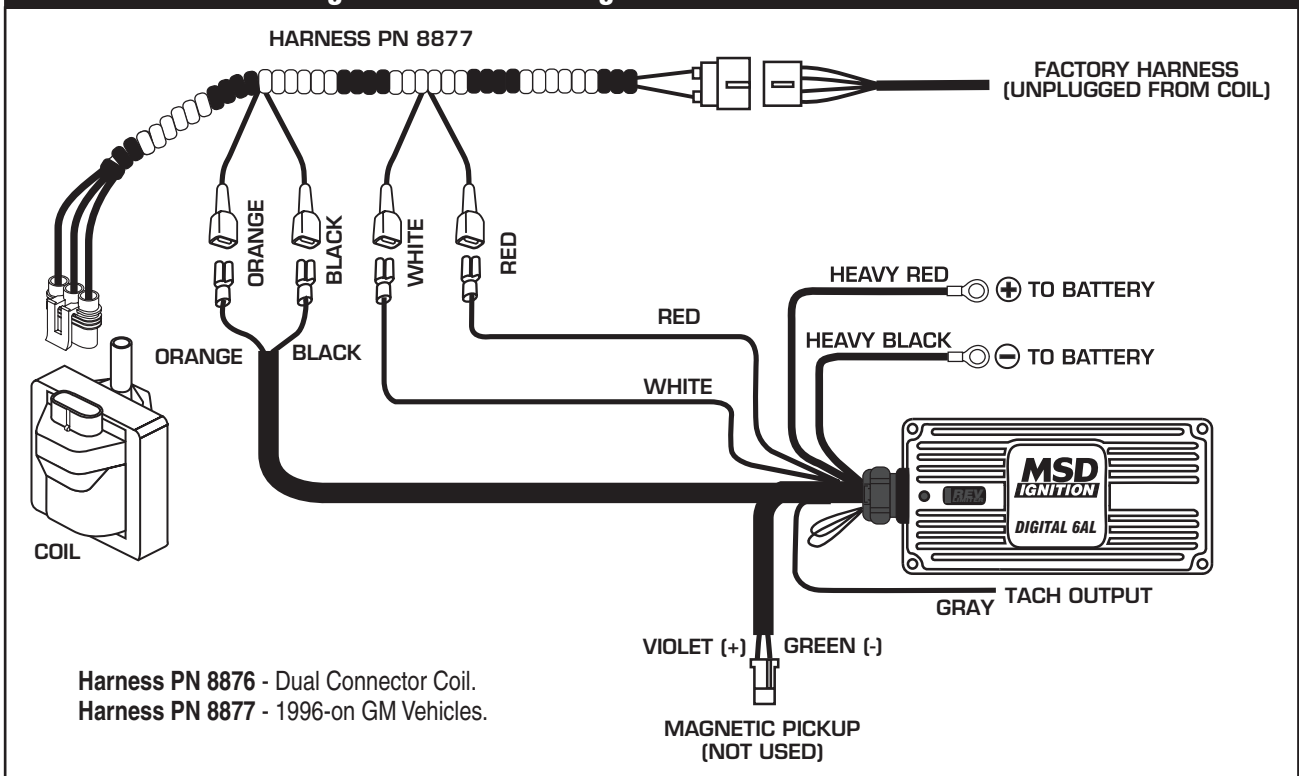 HARNESS PN 8877
FACTORY HARNESS
(UNPLUGGED FROM COIL)
ORANGE
BLACK
WHITE
RED
HEAVY RED
+ TO BATTERY
RED
HEAVY BLACK
- TO BATTERY
ORANGE
BLACK
WHITE
MSD
IGNITION
REV
DIGITAL 6AL
COIL
GRAY
TACH OUTPUT
VIOLET (+)
GREEN (-)
Harness PN 8876 - Dual Connector Coil.
Harness PN 8877 - 1996-on GM Vehicles.
MAGNETIC PICKUP
(NOT USED)